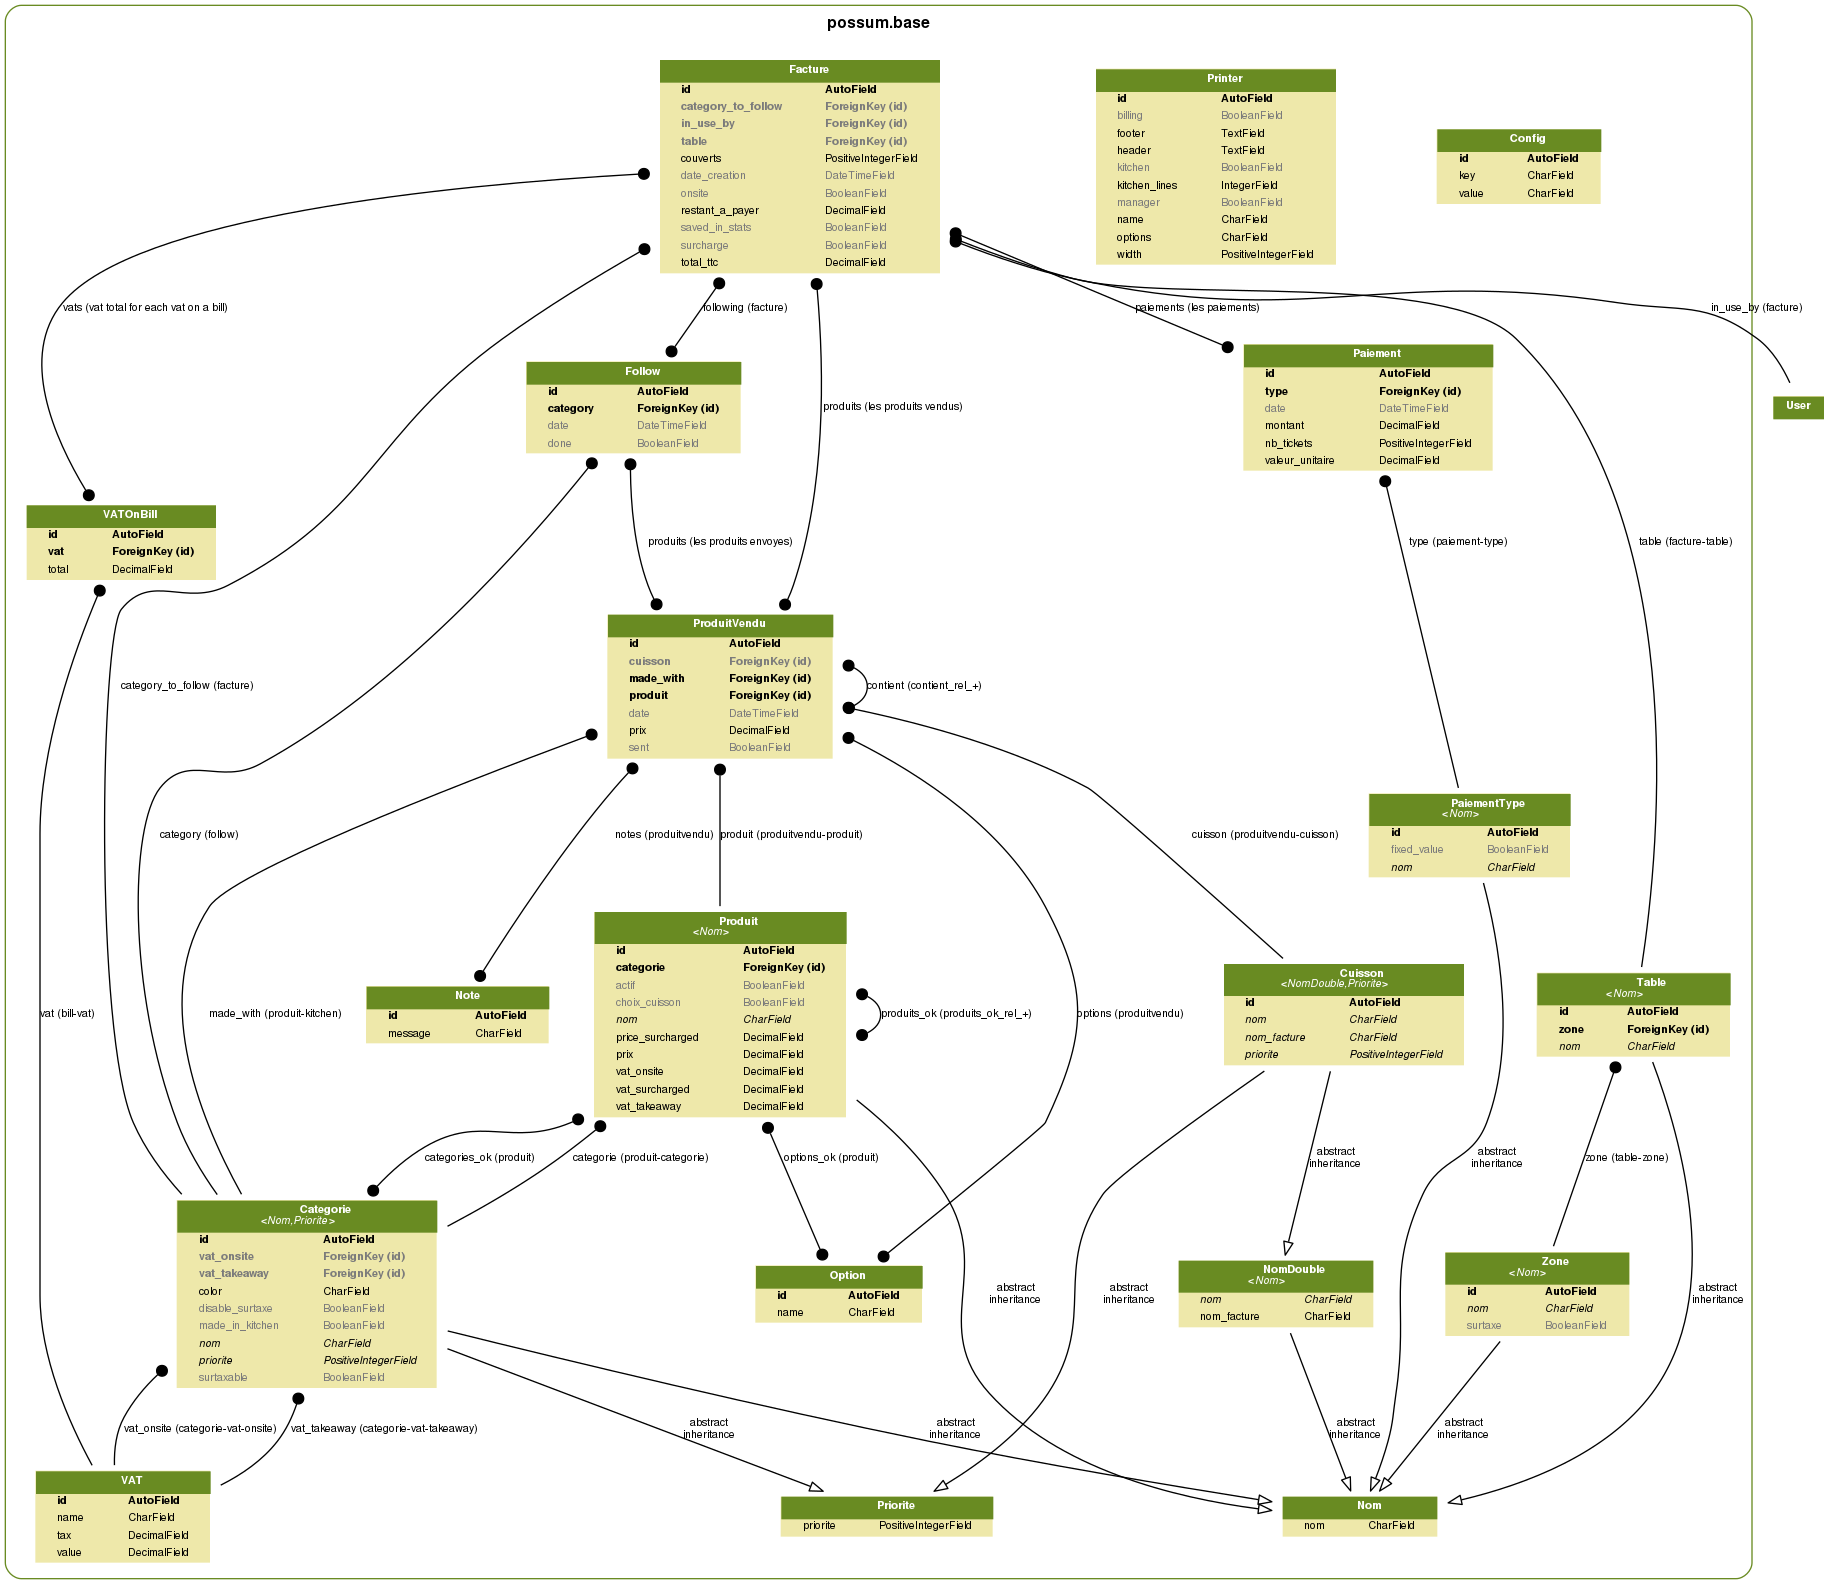 possum.base
Facture
id AutoField
category_to_follow ForeignKey (id)
in_use_by ForeignKey (id)
table ForeignKey (id)
couverts PositiveIntegerField
date_creation DateTimeField
onsite BooleanField
restant_a_payer DecimalField
saved_in_stats BooleanField
surcharge BooleanField
total_ttc DecimalField
Printer
id AutoField
billing BooleanField
footer TextField
header TextField
kitchen BooleanField
kitchen_lines IntegerField
manager BooleanField
name CharField
options CharField
width PositiveIntegerField
Config
id AutoField
key CharField
value CharField
vats (vat total for each vat on a bill)
following (facture)
paiements (les paiements)
in_use_by (facture)
Follow
id AutoField
category ForeignKey (id)
date DateTimeField
done BooleanField
produits (les produits vendus)
Paiement
id AutoField
type ForeignKey (id)
date DateTimeField
montant DecimalField
nb_tickets PositiveIntegerField
valeur_unitaire DecimalField
User
VATOnBill
id AutoField
vat ForeignKey (id)
total DecimalField
produits (les produits envoyes)
type (paiement-type)
table (facture-table)
ProduitVendu
id AutoField
cuisson ForeignKey (id)
made_with ForeignKey (id)
produit ForeignKey (id)
date DateTimeField
prix DecimalField
sent BooleanField
category_to_follow (facture)
contient (contient_rel_+)
category (follow)
notes (produitvendu)
produit (produitvendu-produit)
cuisson (produitvendu-cuisson)
PaiementType
<Nom>
id AutoField
fixed_value BooleanField
nom CharField
Produit
<Nom>
id AutoField
categorie ForeignKey (id)
actif BooleanField
choix_cuisson BooleanField
nom CharField
price_surcharged DecimalField
prix DecimalField
vat_onsite DecimalField
vat_surcharged DecimalField
vat_takeaway DecimalField
Note
id AutoField
message CharField
Cuisson
<NomDouble,Priorite>
id AutoField
nom CharField
nom_facture CharField
priorite PositiveIntegerField
Table
<Nom>
id AutoField
zone ForeignKey (id)
nom CharField
vat (bill-vat)
made_with (produit-kitchen)
produits_ok (produits_ok_rel_+)
options (produitvendu)
categories_ok (produit)
categorie (produit-categorie)
options_ok (produit)
abstract
inheritance
abstract
inheritance
zone (table-zone)
Categorie
<Nom,Priorite>
id AutoField
vat_onsite ForeignKey (id)
vat_takeaway ForeignKey (id)
color CharField
disable_surtaxe BooleanField
made_in_kitchen BooleanField
nom CharField
priorite PositiveIntegerField
surtaxable BooleanField
Option
id AutoField
name CharField
abstract
inheritance
abstract
inheritance
NomDouble
<Nom>
nom CharField
nom_facture CharField
Zone
<Nom>
id AutoField
nom CharField
surtaxe BooleanField
abstract
inheritance
vat_onsite (categorie-vat-onsite)
vat_takeaway (categorie-vat-takeaway)
abstract
inheritance
abstract
inheritance
abstract
inheritance
abstract
inheritance
VAT
id AutoField
name CharField
tax DecimalField
value DecimalField
Priorite
priorite PositiveIntegerField
Nom
nom CharField